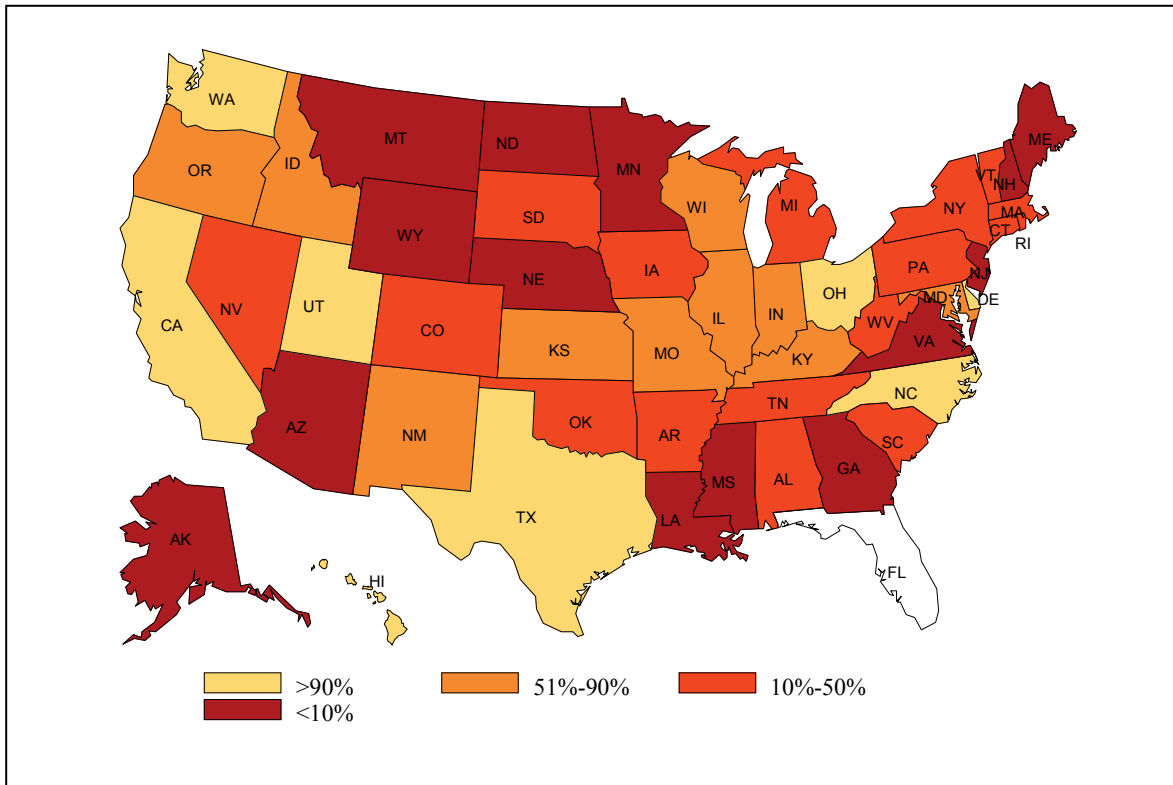 WA
MT
ND
MN
ME
OR
ID
VT
NH
WI
MI
NY
MA
SD
WY
CT
RI
IA
PA
NE
NJ
OH
DE
MD
UT
IL
IN
NV
CA
CO
WV
VA
KS
MO
KY
NC
TN
OK
AZ
NM
AR
SC
GA
MS
AL
TX
LA
AK
FL
HI
>90%
51%-90%
10%-50%
<10%